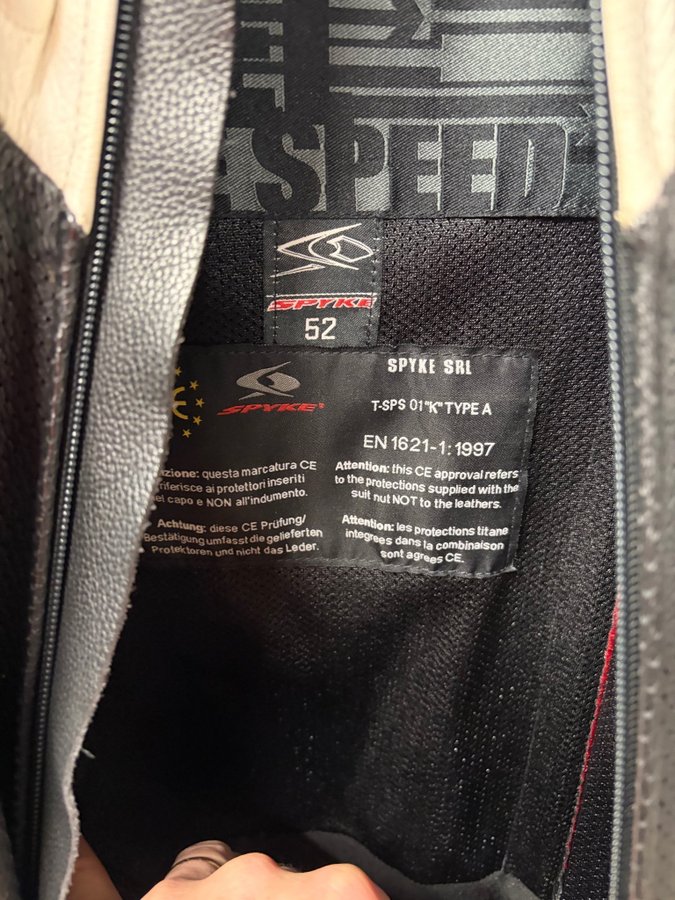 SPEED
SPYKE
52
SPYKE SRL
SPYKE®
T-SPS 01"K" TYPE A
EN 1621-1: 1997
questa marcatura CE
riferisce ai protettori inseriti
capo e NON all'indumento.
Achtung: diese CE Prüfung/
Bestätigung umfasst die gelieferten
Protektoren und nicht das Leder.
Attention: this CE approval refers
to the protections supplied with the
suit nut NOT to the leathers.
Attention: les protections titane
integrees dans la combinaison
sont agrees CE.